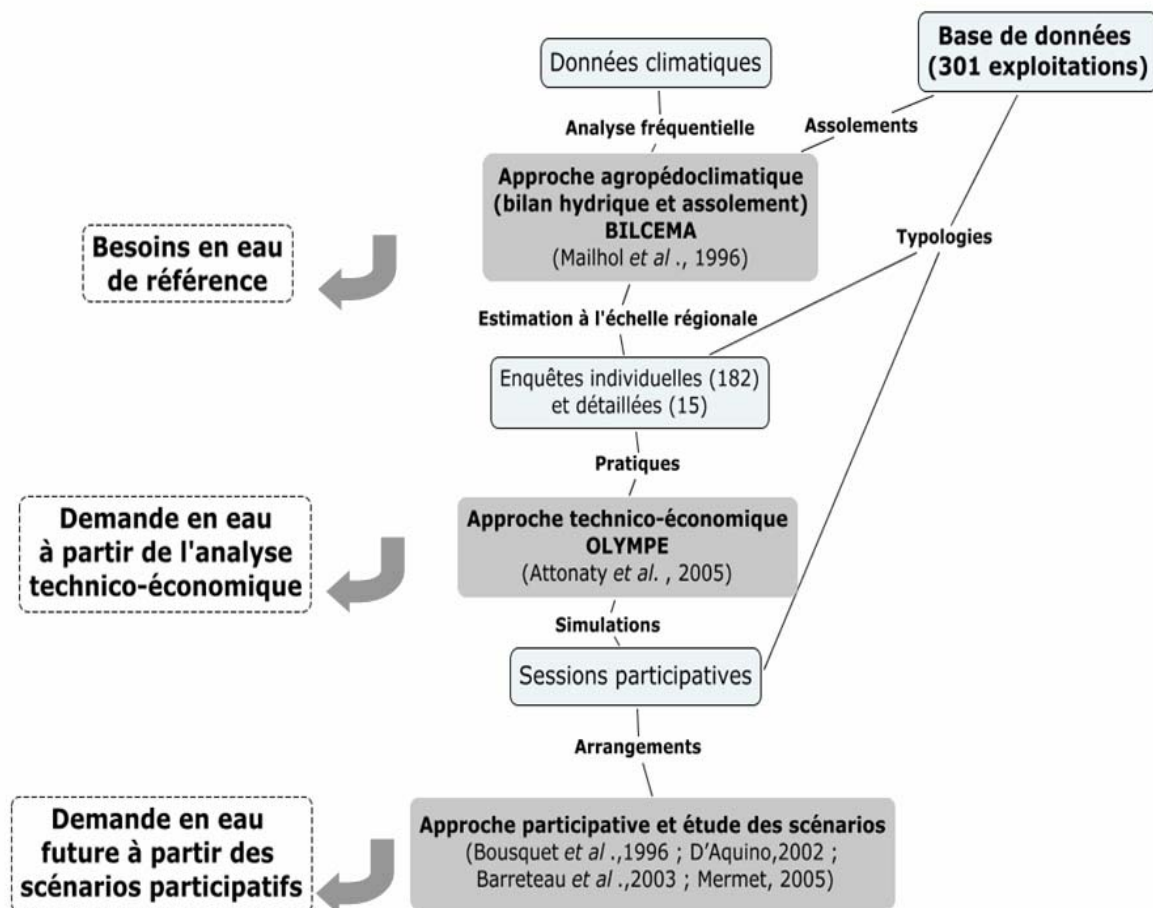 Base de données
(301 exploitations)
Données climatiques
Analyse fréquentielle
Assolements
Approche agropédoclimatique
(bilan hydrique et assolement)
BILCEMA
(Mailhol et al ., 1996)
Besoins en eau
de référence
Typologies
Estimation à l'échelle régionale
Enquêtes individuelles (182)
et détaillées (15)
Pratiques
Approche technico-économique
OLYMPE
(Attonaty et al. , 2005)
Demande en eau
à partir de l'analyse
technico-économique
Simulations
Sessions participatives
Arrangements
Approche participative et étude des scénarios
(Bousquet et al .,1996 ; D'Aquino,2002 ;
Barreteau et al .,2003 ; Mermet, 2005)
Demande en eau
future à partir des
scénarios participatifs